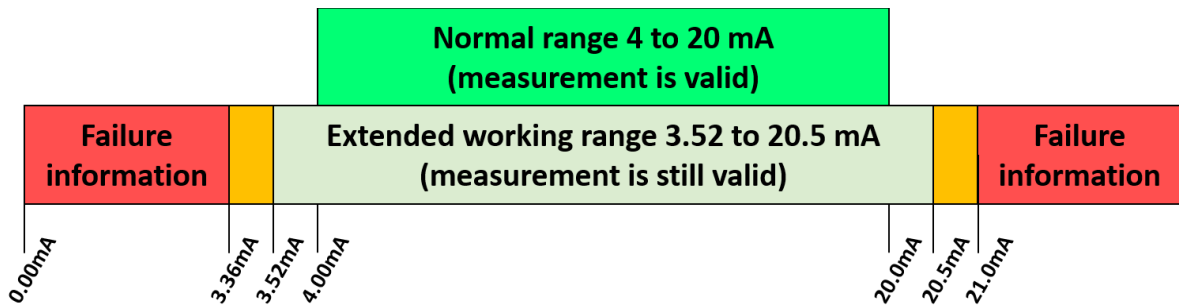 Normal range 4 to 20 mA
(measurement is valid)
Failure
information
Extended working range 3.52 to 20.5 mA
(measurement is still valid)
Failure
information
0.00mA
3.36mA
3.52mA
4.00mA
20.0mA
20.5mA
21.0mA